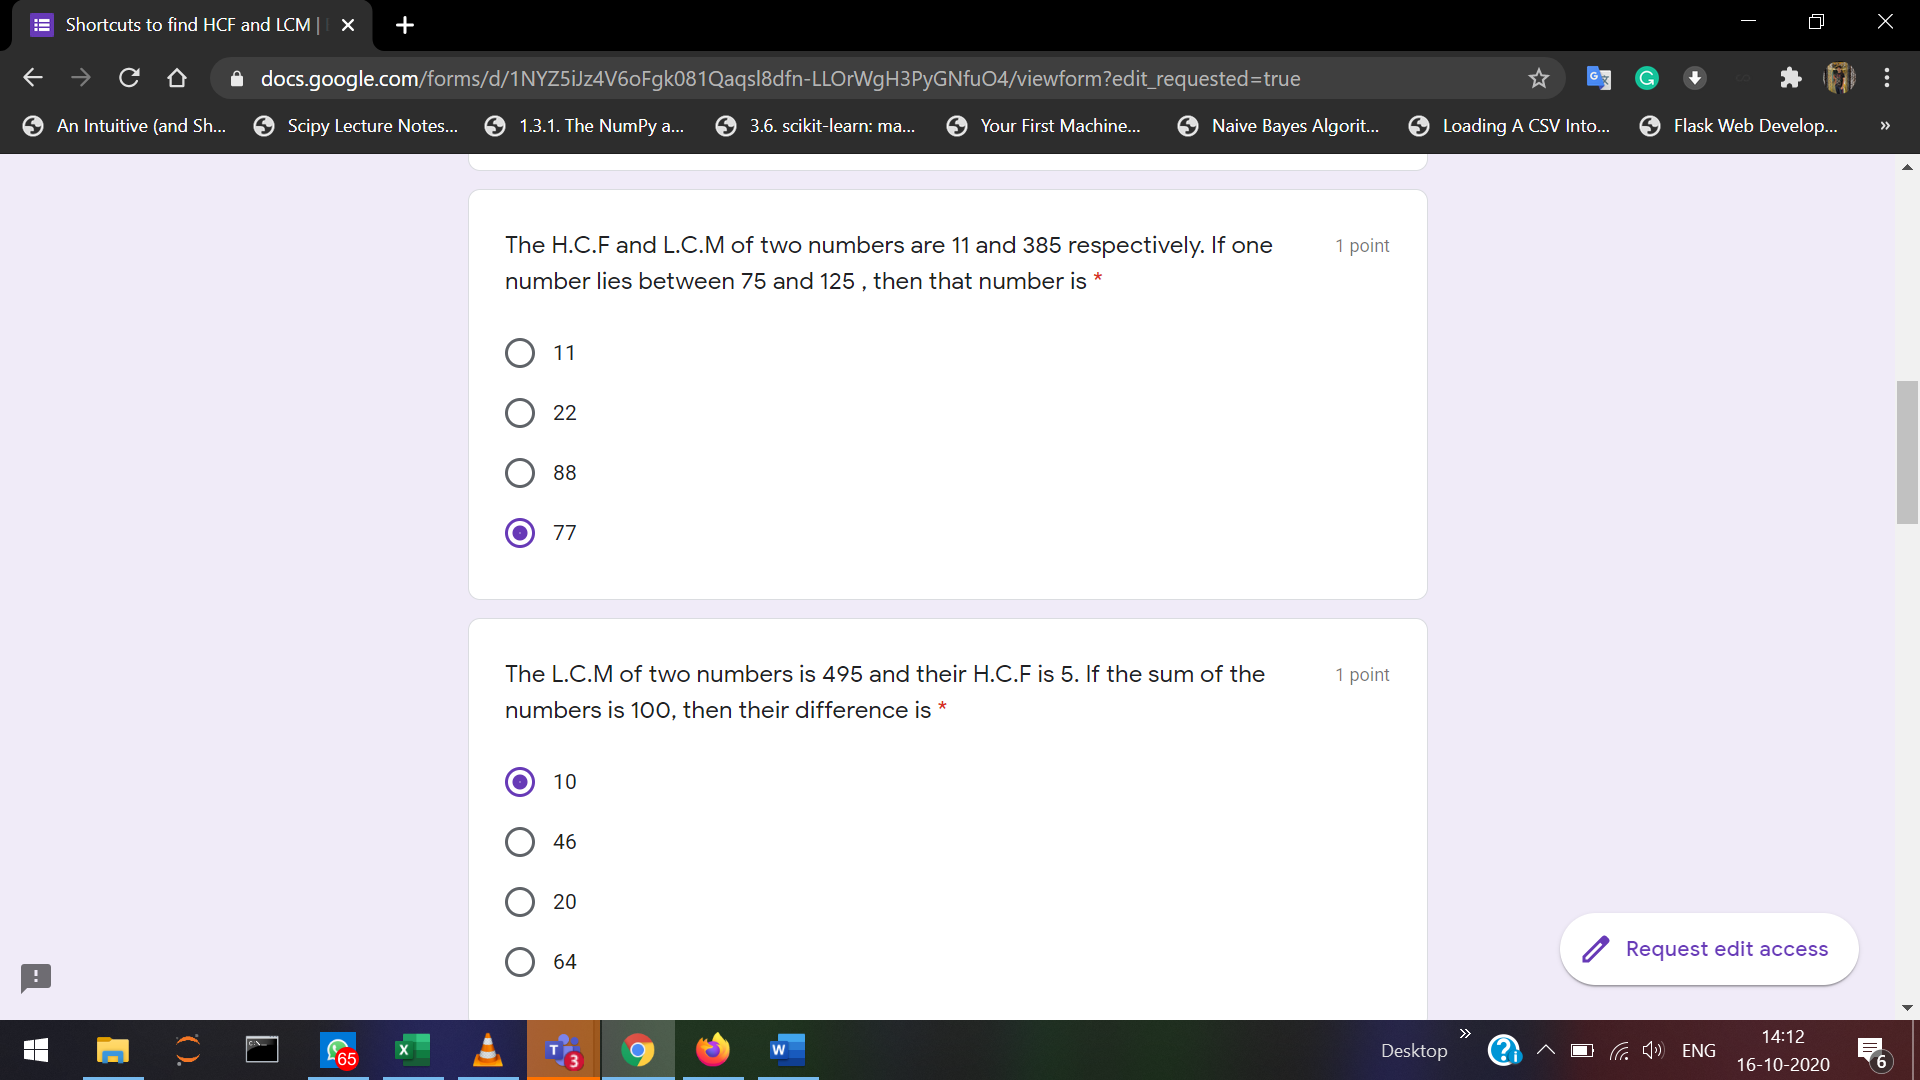 Shortcuts to find HCF and LCM |
docs.google.com/forms/d/1NYZ5iJz4V6oFgk081Qaqsl8dfn-LLOrWgH3PyGNfuO4/viewform?edit_requested=true
An Intuitive (and Sh... Scipy Lecture Notes... 1.3.1. The NumPy a... 3.6. scikit-learn: ma... Your First Machine... Naive Bayes Algorit... Loading A CSV Into... Flask Web Develop... »
The H.C.F and L.C.M of two numbers are 11 and 385 respectively. If one 1 point
number lies between 75 and 125 , then that number is *
11
22
88
77
The L.C.M of two numbers is 495 and their H.C.F is 5. If the sum of the 1 point
numbers is 100, then their difference is *
10
46
20
64
Request edit access
65 3 Desktop » ENG 14:12
16-10-2020 6